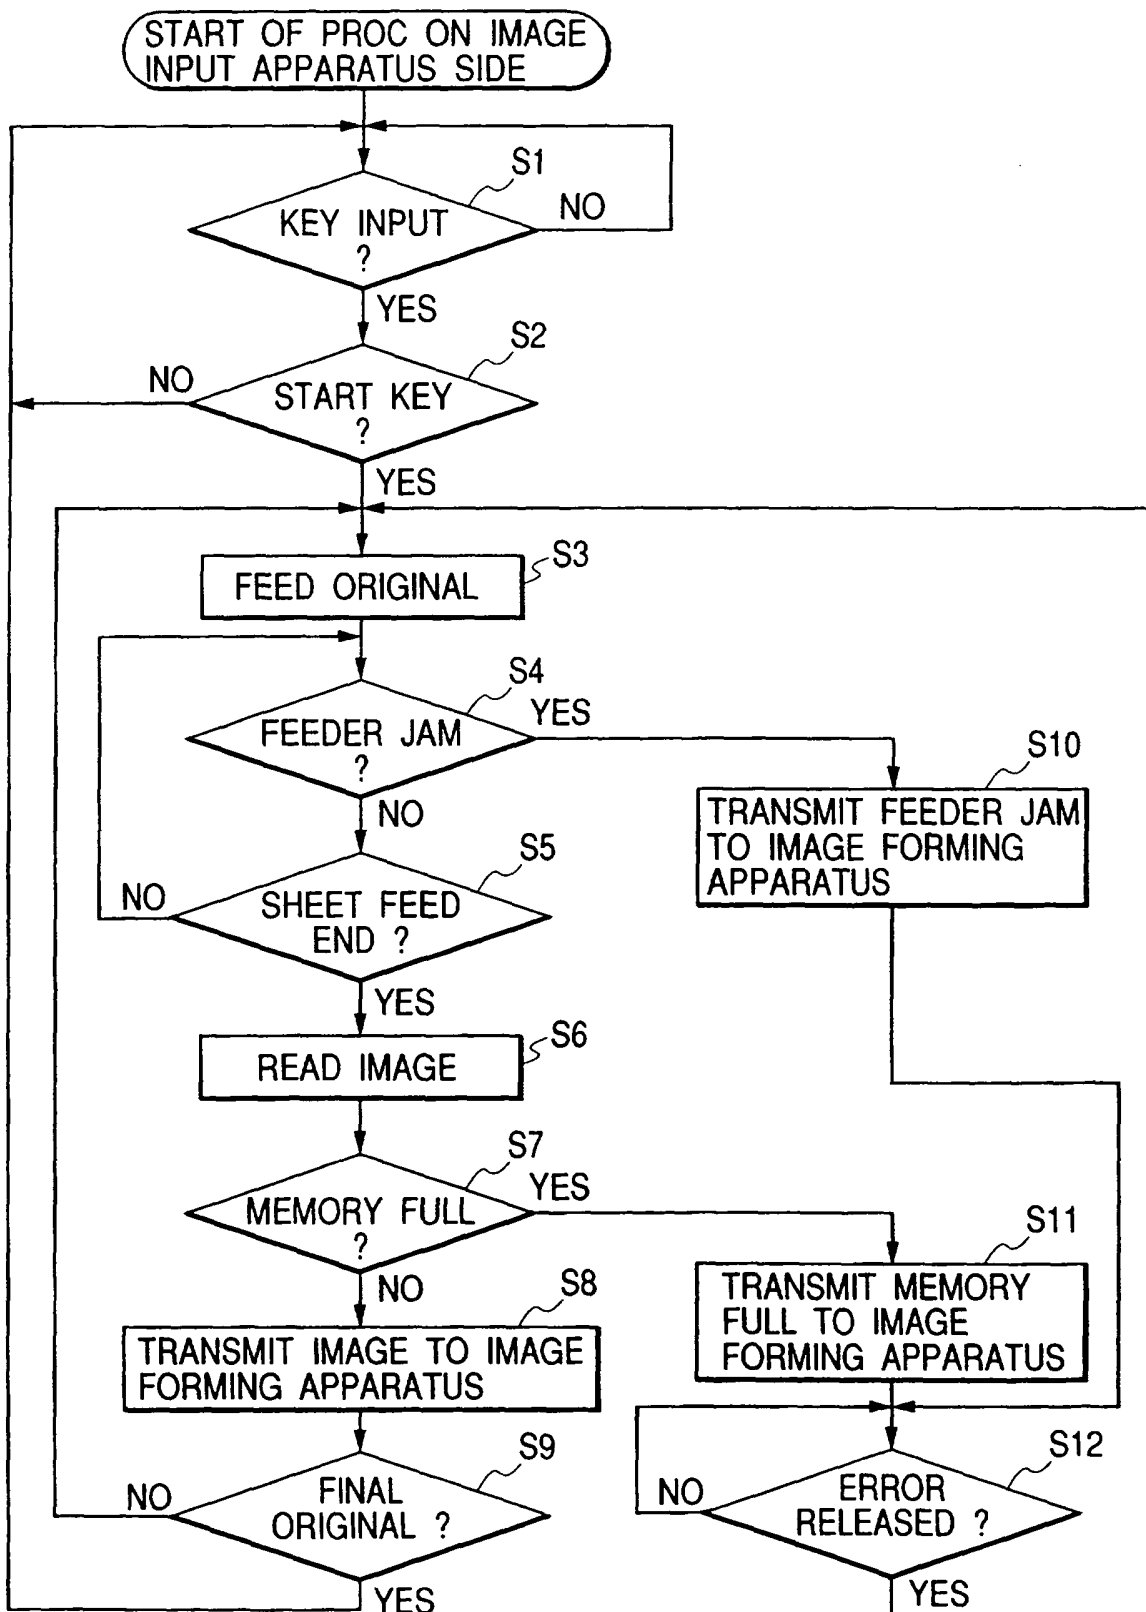 START OF PROC ON IMAGE
INPUT APPARATUS SIDE
S1
KEY INPUT
?
NO
YES
S2
START KEY
?
NO
YES
S3
FEED ORIGINAL
S4
FEEDER JAM
?
YES
NO
S10
TRANSMIT FEEDER JAM
TO IMAGE FORMING
APPARATUS
S5
SHEET FEED
END ?
NO
YES
S6
READ IMAGE
S7
MEMORY FULL
?
YES
NO
S11
TRANSMIT MEMORY
FULL TO IMAGE
FORMING APPARATUS
S8
TRANSMIT IMAGE TO IMAGE
FORMING APPARATUS
S9
FINAL
ORIGINAL ?
NO
YES
S12
ERROR
RELEASED ?
NO
YES